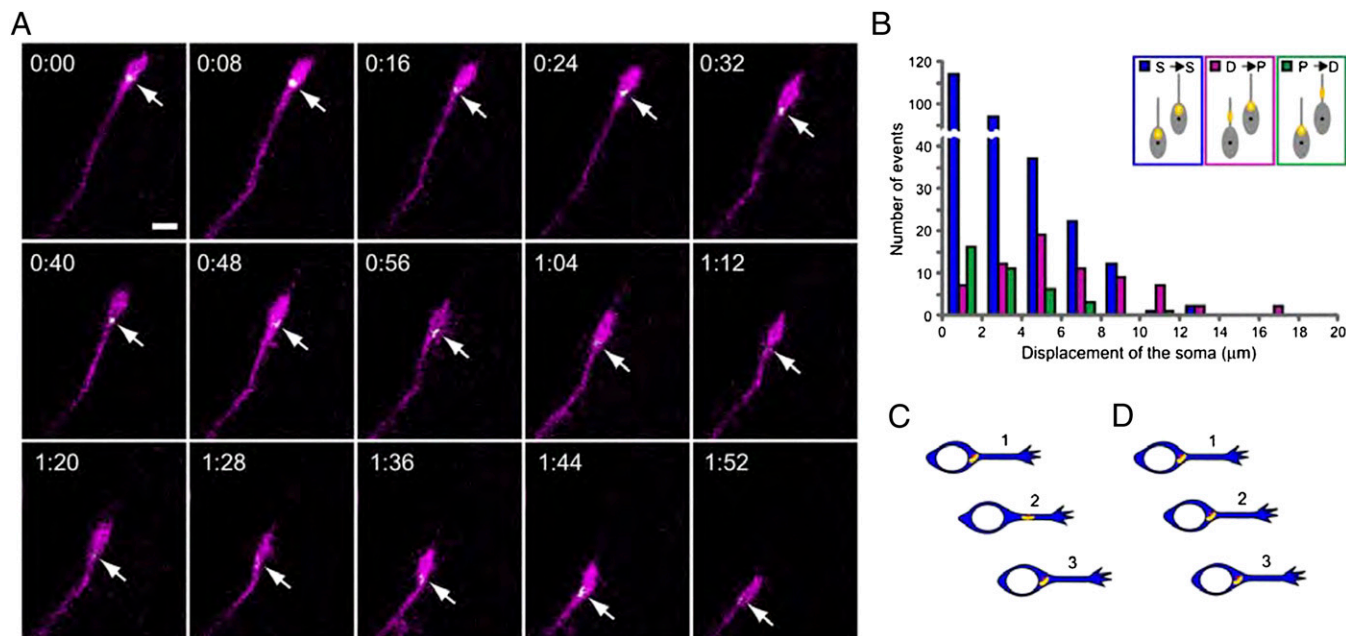 A
0:00 0:08 0:16 0:24 0:32
0:40 0:48 0:56 1:04 1:12
1:20 1:28 1:36 1:44 1:52
B
120
100
40
30
20
10
0
Number of events
0 2 4 6 8 10 12 14 16 18 20
Displacement of the soma (μm)
S → S D → P P → D
C
1
2
3
D
1
2
3